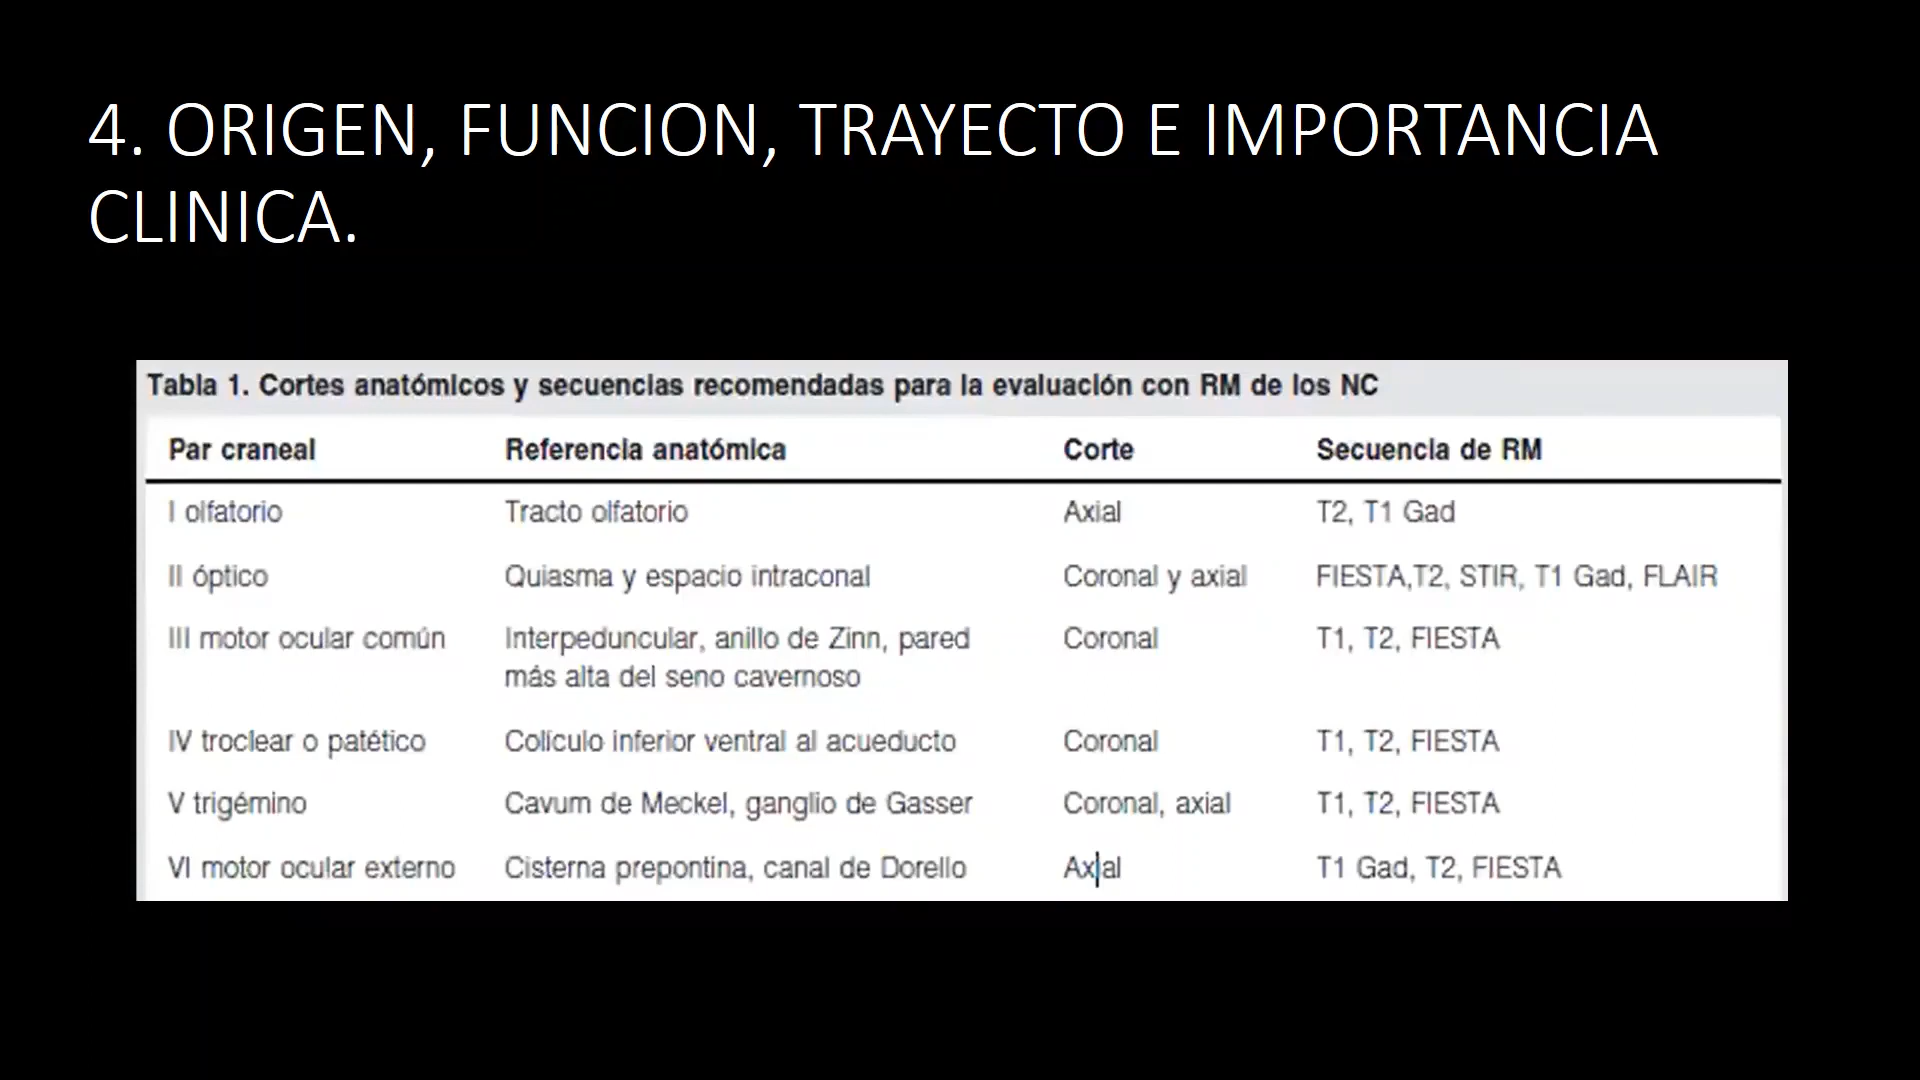 4. ORIGEN, FUNCION, TRAYECTO E IMPORTANCIA
CLINICA.
Tabla 1. Cortes anatómicos y secuencias recomendadas para la evaluación con RM de los NC
Par craneal Referencia anatómica Corte Secuencia de RM
I olfatorio Tracto olfatorio Axial T2, T1 Gad
II óptico Quiasma y espacio intraconal Coronal y axial FIESTA,T2, STIR, T1 Gad, FLAIR
III motor ocular común Interpeduncular, anillo de Zinn, pared Coronal T1, T2, FIESTA
más alta del seno cavernoso
IV troclear o patético Colículo inferior ventral al acueducto Coronal T1, T2, FIESTA
V trigémino Cavum de Meckel, ganglio de Gasser Coronal, axial T1, T2, FIESTA
VI motor ocular externo Cisterna prepontina, canal de Dorello Axial T1 Gad, T2, FIESTA